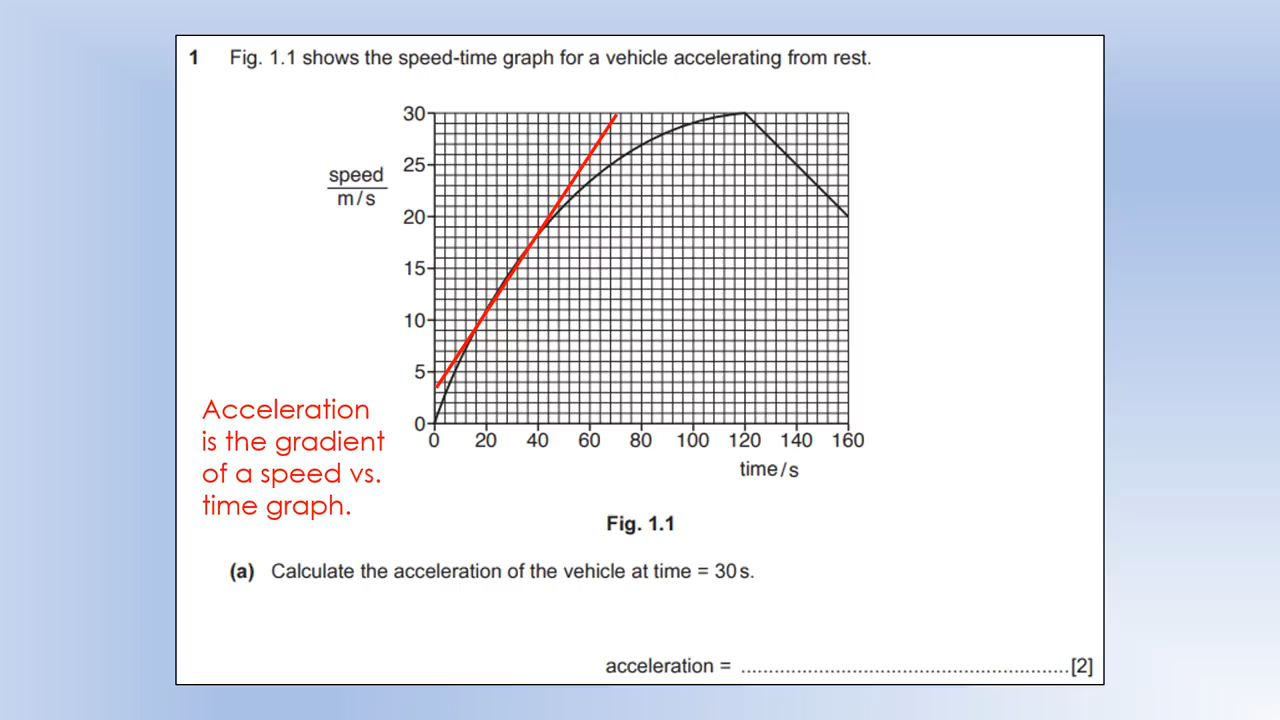 1 Fig. 1.1 shows the speed-time graph for a vehicle accelerating from rest.
30
25
speed
m/s
20
15
10
5
0
0 20 40 60 80 100 120 140 160
time/s
Acceleration
is the gradient
of a speed vs.
time graph.
Fig. 1.1
(a) Calculate the acceleration of the vehicle at time = 30 s.
acceleration = ............................................................[2]